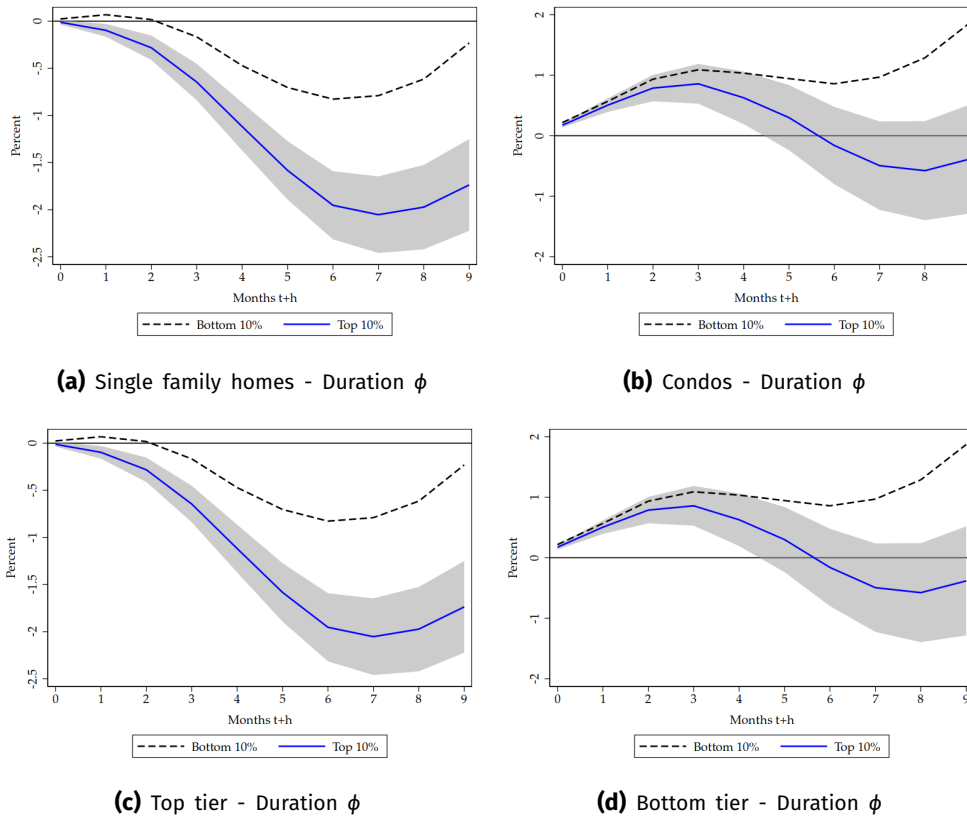 Percent
0
-.5
-1
-1.5
-2
-2.5
0 1 2 3 4 5 6 7 8 9
Months t+h
Bottom 10% Top 10%
(a) Single family homes - Duration ϕ
Percent
2
1
0
-1
-2
0 1 2 3 4 5 6 7 8
Months t+h
Bottom 10% Top 10%
(b) Condos - Duration ϕ
Percent
0
-.5
-1
-1.5
-2
-2.5
0 1 2 3 4 5 6 7 8 9
Months t+h
Bottom 10% Top 10%
(c) Top tier - Duration ϕ
Percent
2
1
0
-1
-2
0 1 2 3 4 5 6 7 8 9
Months t+h
Bottom 10% Top 10%
(d) Bottom tier - Duration ϕ